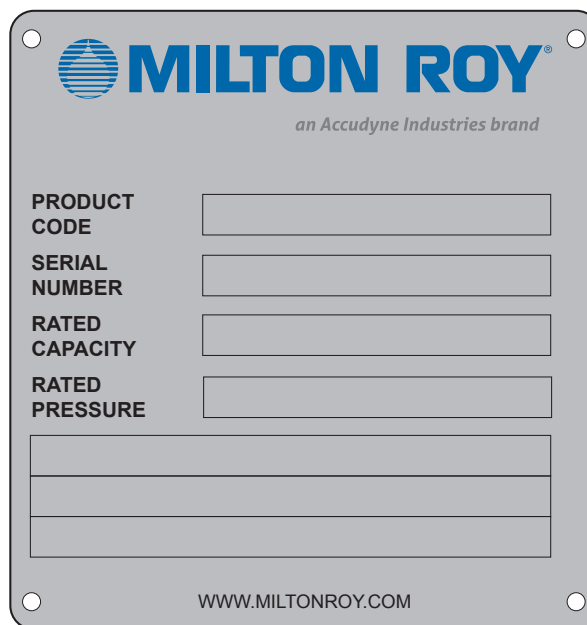 MILTON ROY®
an Accudyne Industries brand
PRODUCT
CODE
SERIAL
NUMBER
RATED
CAPACITY
RATED
PRESSURE
WWW.MILTONROY.COM